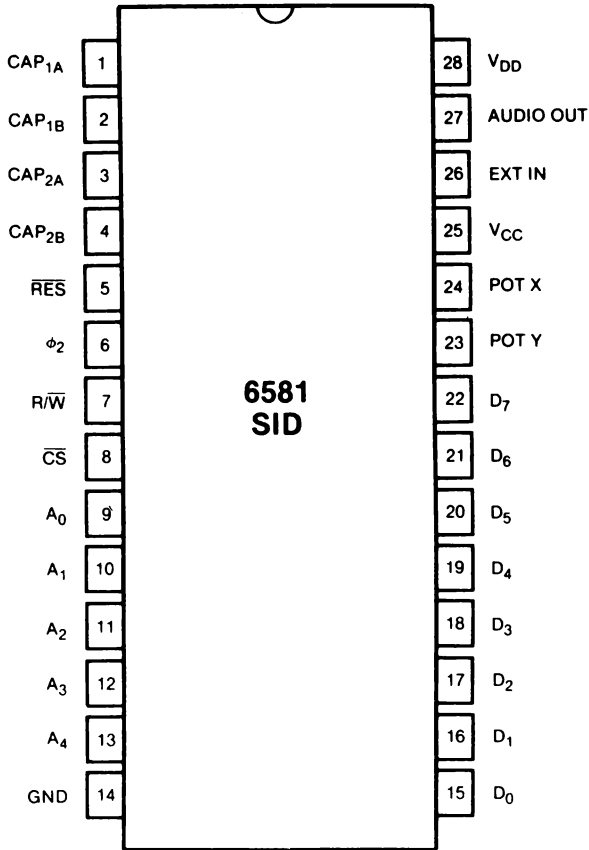 CAP1A 1 28 VDD
CAP1B 2 27 AUDIO OUT
CAP2A 3 26 EXT IN
CAP2B 4 25 VCC
R̅E̅S̅ 5 24 POT X
ϕ2 6 23 POT Y
R/W̅ 7 22 D7
6581
SID
C̅S̅ 8 21 D6
A0 9 20 D5
A1 10 19 D4
A2 11 18 D3
A3 12 17 D2
A4 13 16 D1
GND 14 15 D0